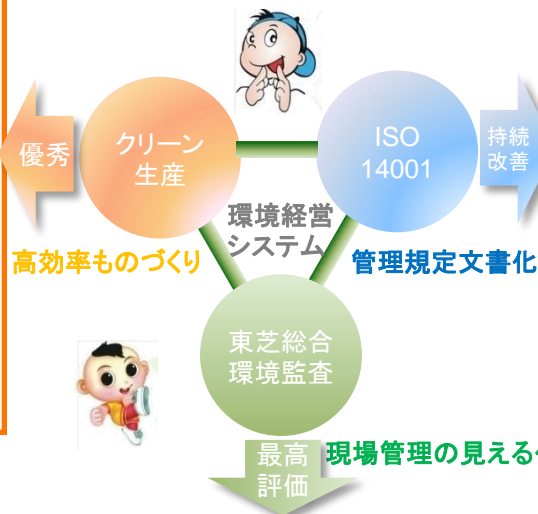 優秀
クリーン
生産
ISO
14001
持続
改善
環境経営
システム
高効率ものづくり
管理規定文書化
東芝総合
環境監査
最高
評価
現場管理の見える